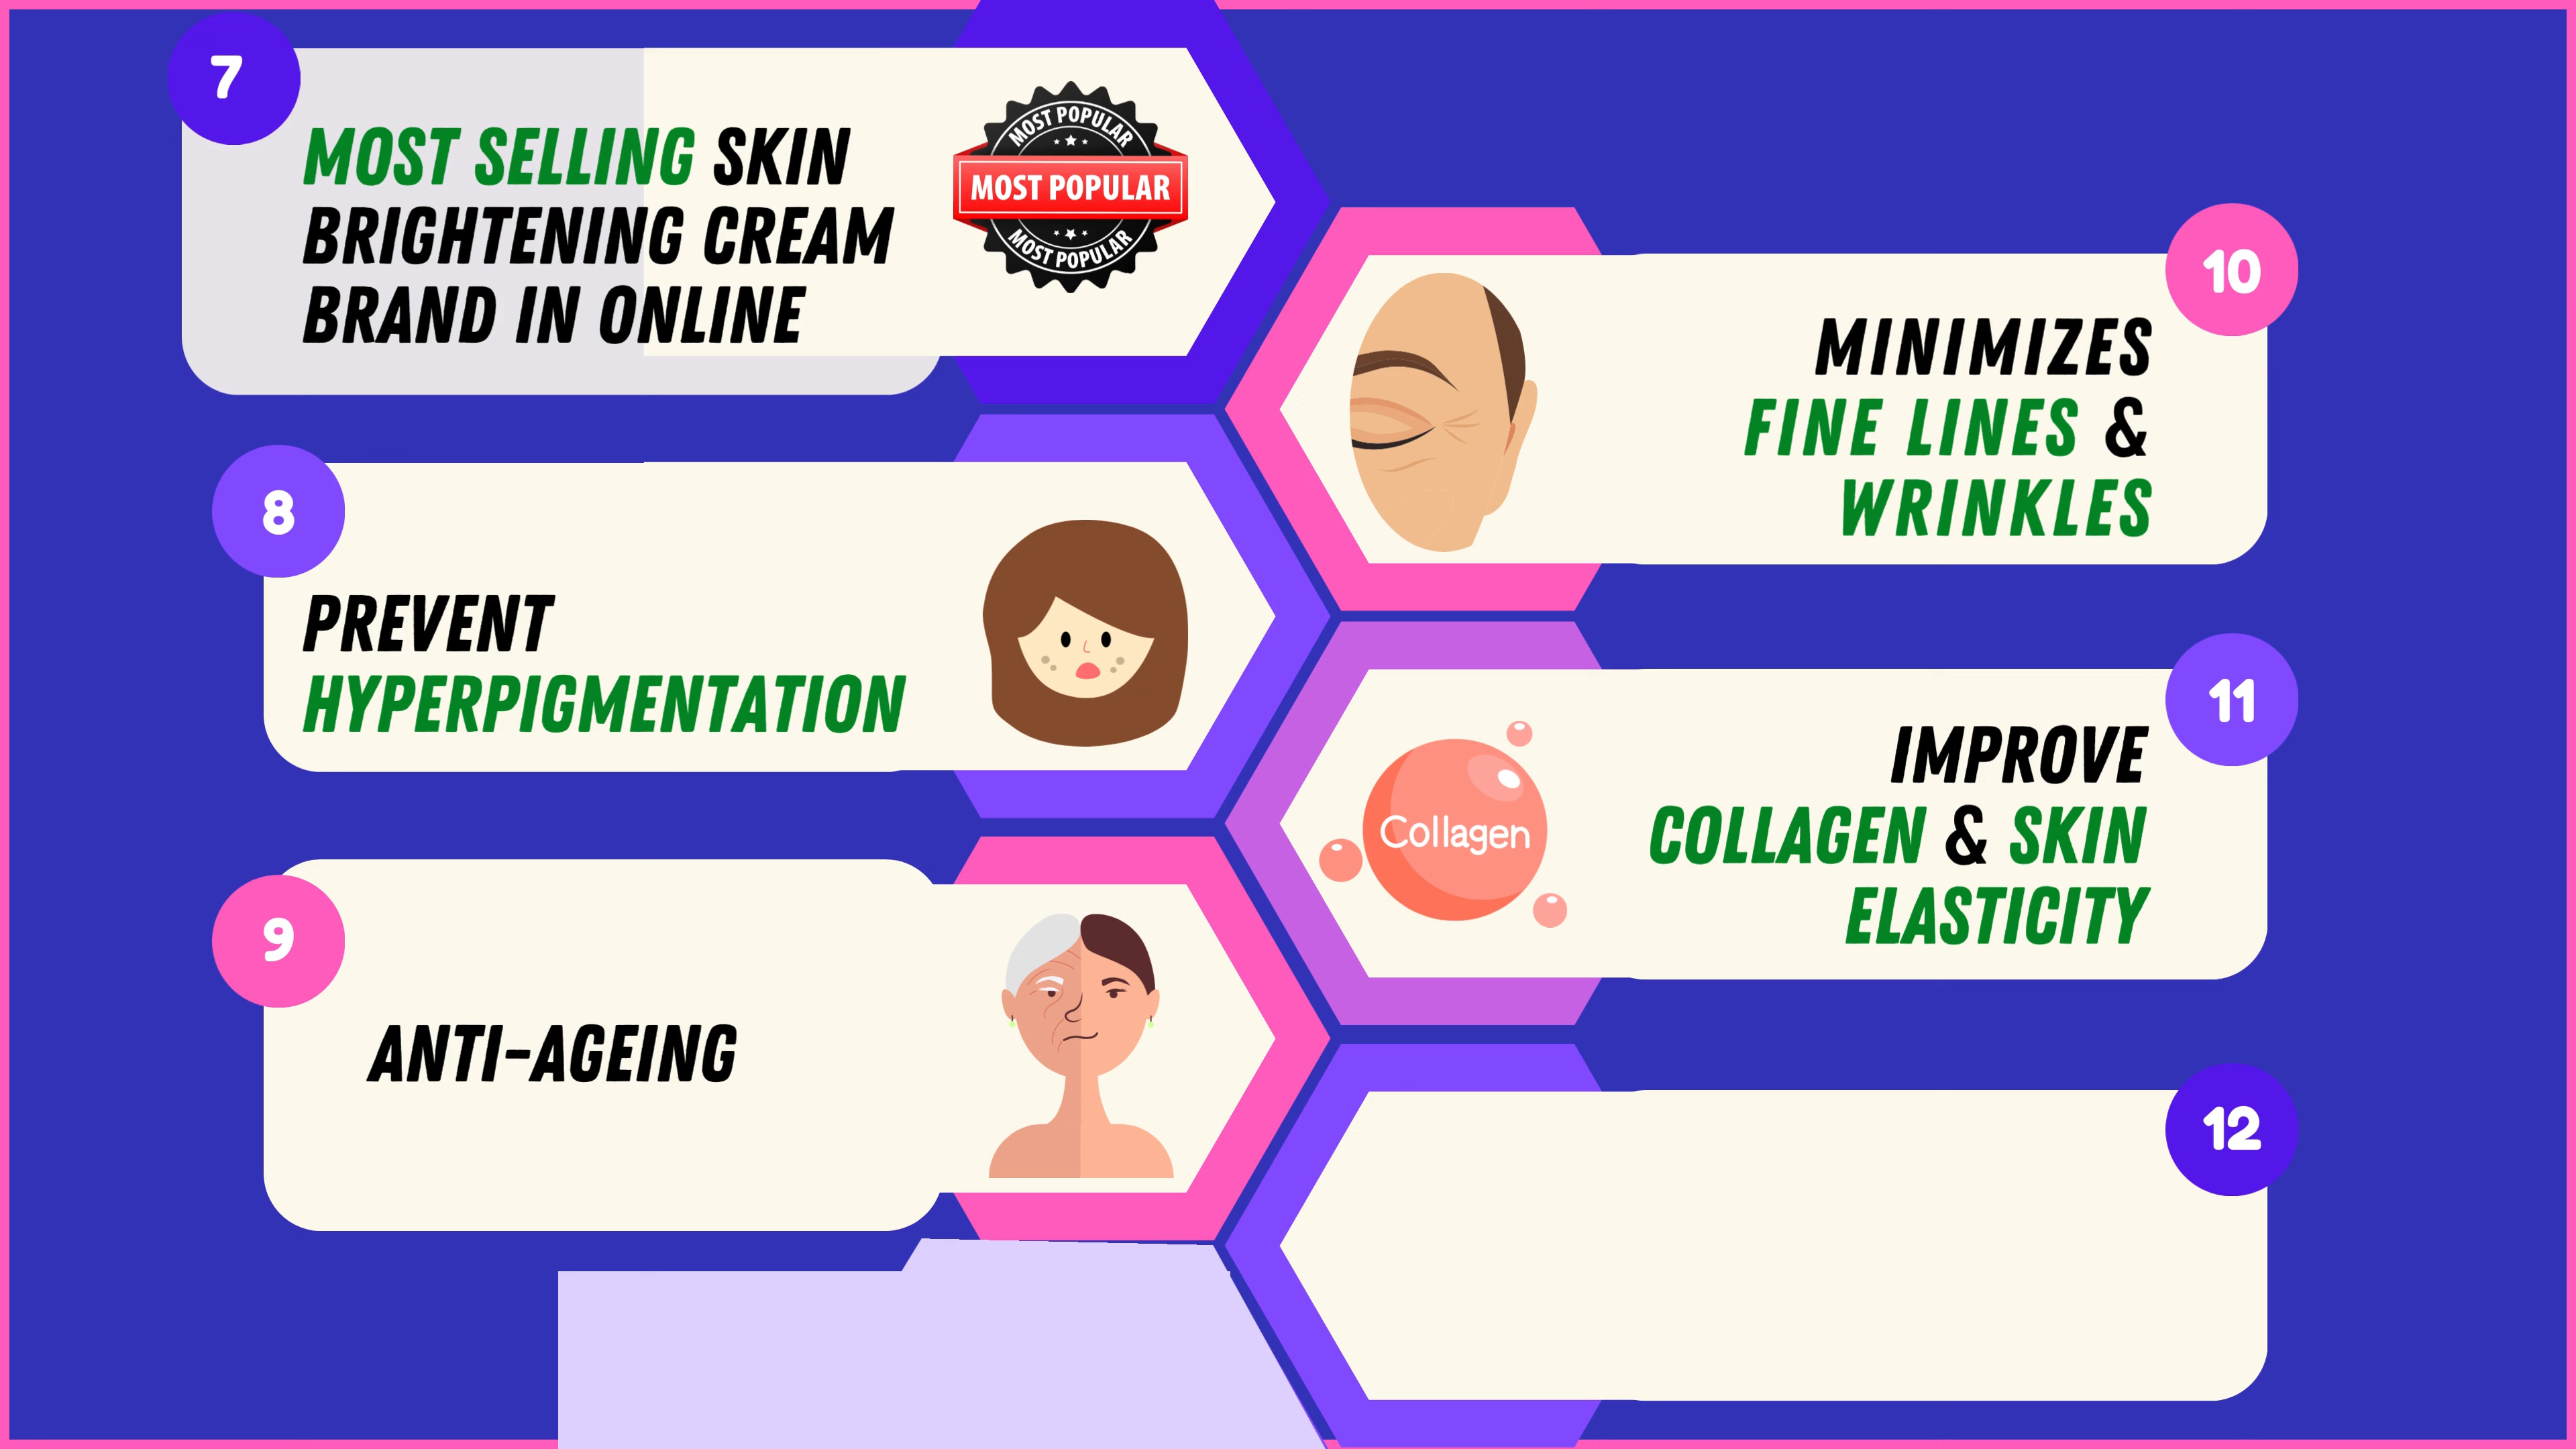 7
MOST SELLING SKIN
BRIGHTENING CREAM
BRAND IN ONLINE
MOST POPULAR
MOST POPULAR
MOST POPULAR
8
PREVENT
HYPERPIGMENTATION
9
ANTI-AGEING
10
MINIMIZES
FINE LINES &
WRINKLES
11
IMPROVE
COLLAGEN & SKIN
ELASTICITY
Collagen
12